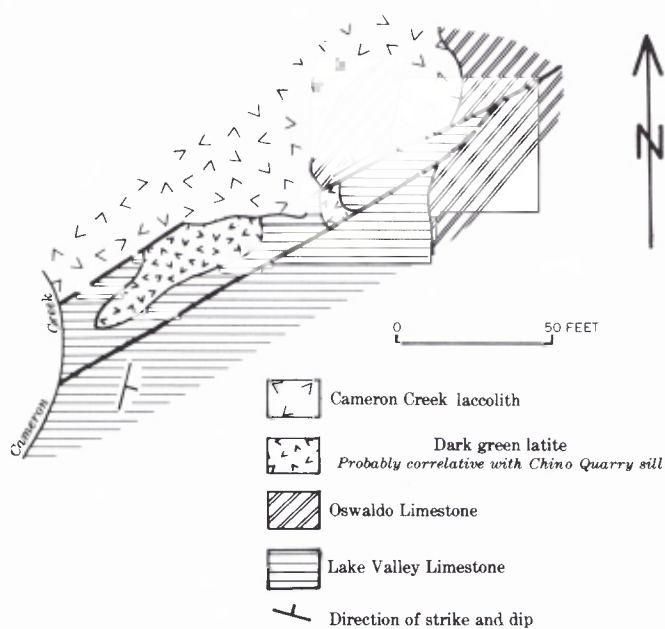 N
Creek
Cameron
0 50 FEET
Cameron Creek laccolith
Dark green latite
Probably correlative with Chino Quarry sill
Oswaldo Limestone
Lake Valley Limestone
Direction of strike and dip